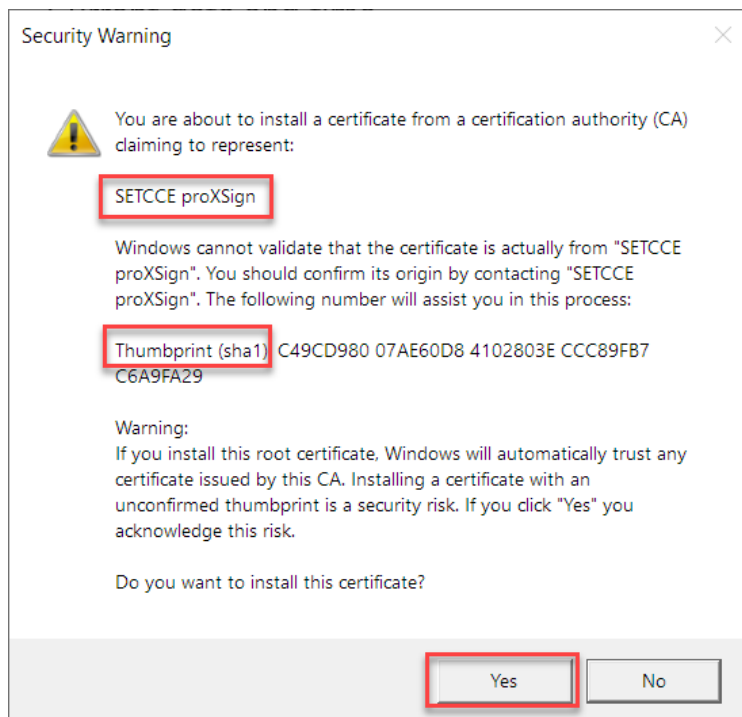 Security Warning
You are about to install a certificate from a certification authority (CA)
claiming to represent:
SETCCE proXSign
Windows cannot validate that the certificate is actually from "SETCCE
proXSign". You should confirm its origin by contacting "SETCCE
proXSign". The following number will assist you in this process:
Thumbprint (sha1) C49CD980 07AE60D8 4102803E CCC89FB7
C6A9FA29
Warning:
If you install this root certificate, Windows will automatically trust any
certificate issued by this CA. Installing a certificate with an
unconfirmed thumbprint is a security risk. If you click "Yes" you
acknowledge this risk.
Do you want to install this certificate?
Yes No